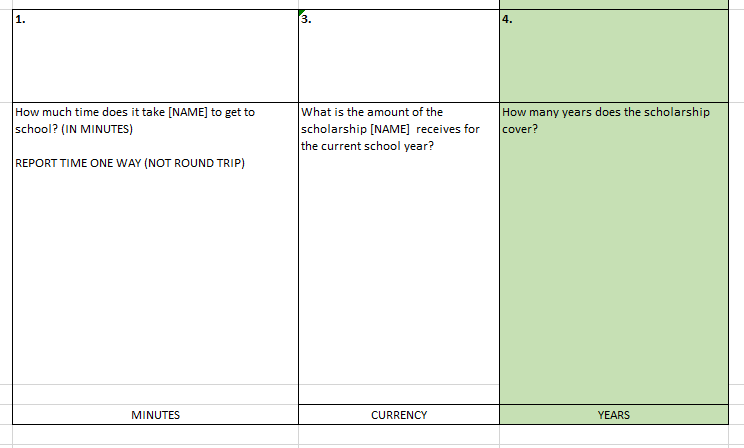 1.
3.
4.
How much time does it take [NAME] to get to
school? (IN MINUTES)
REPORT TIME ONE WAY (NOT ROUND TRIP)
What is the amount of the
scholarship [NAME]  receives for
the current school year?
How many years does the scholarship
cover?
MINUTES
CURRENCY
YEARS